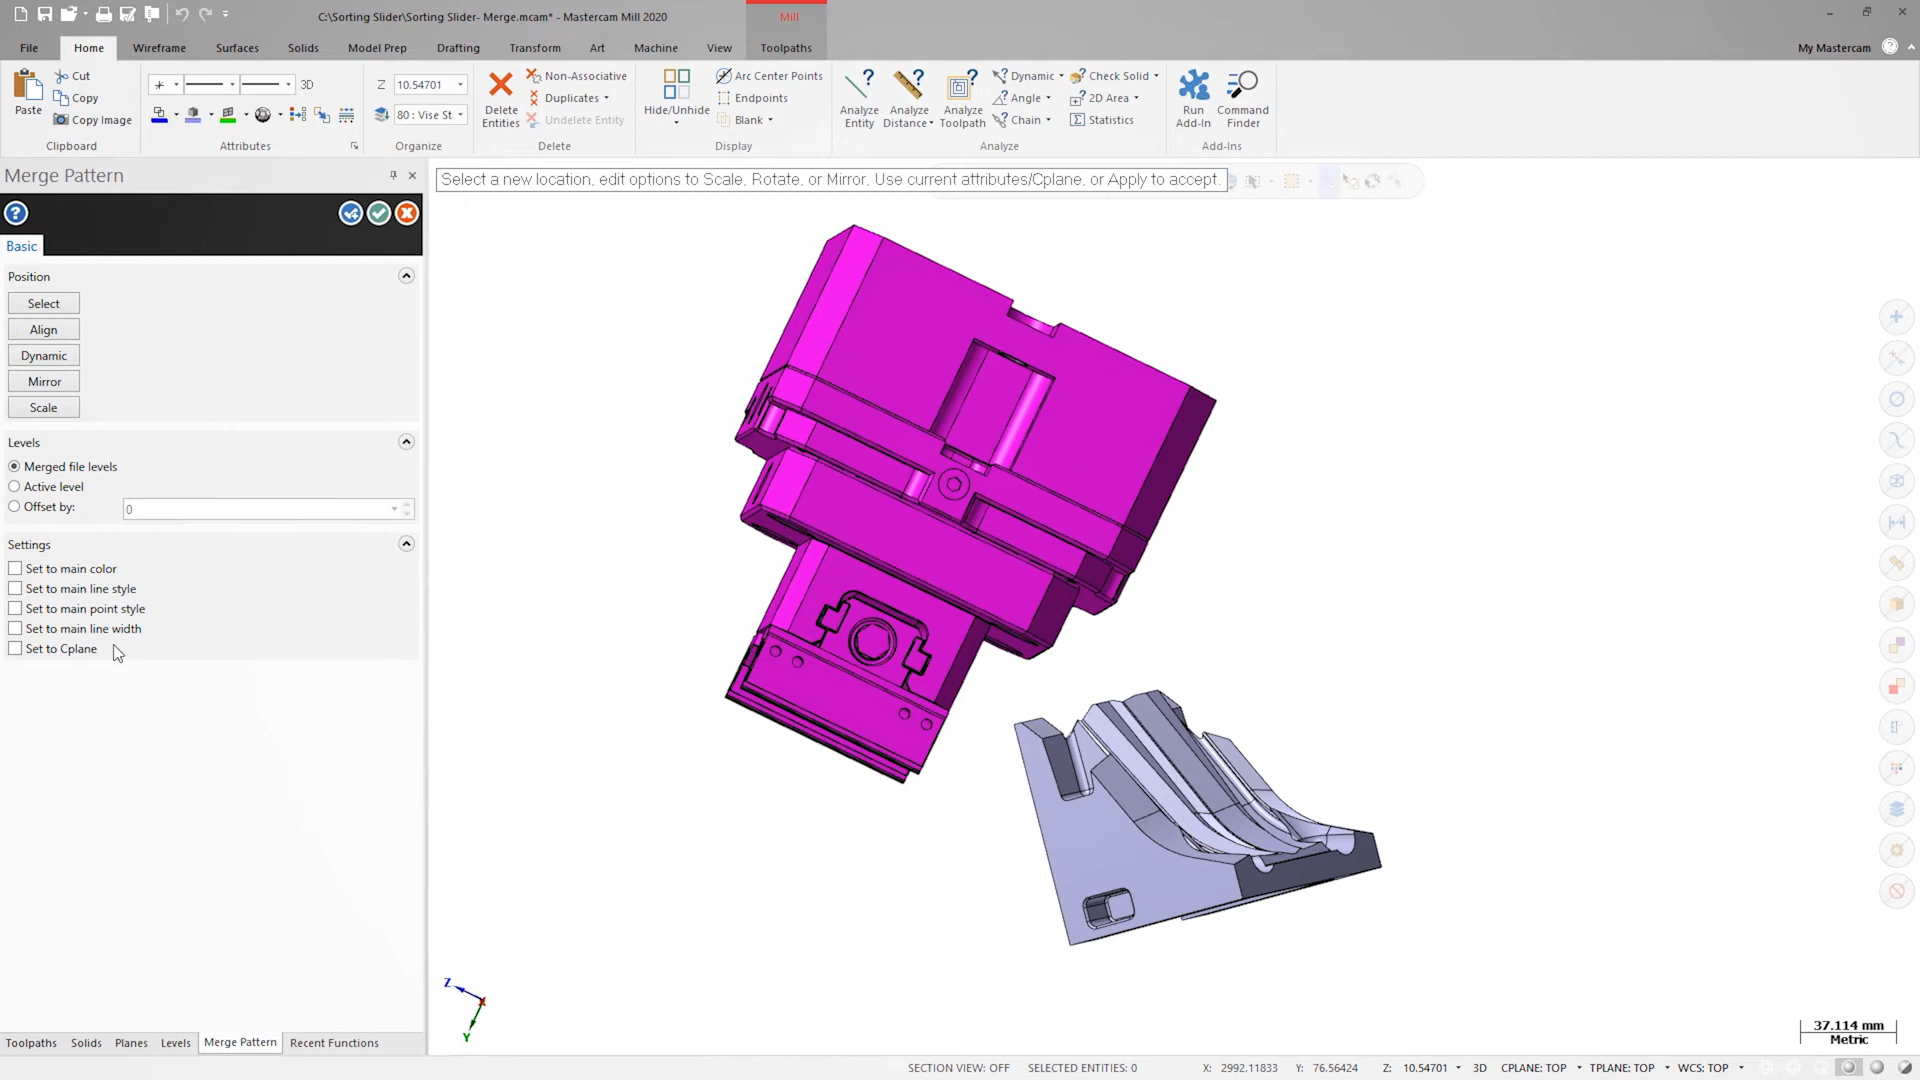 C:\Sorting Slider\Sorting Slider- Merge.mcam* - Mastercam Mill 2020
Mill
File
Home
Wireframe
Surfaces
Solids
Model Prep
Drafting
Transform
Art
Machine
View
Toolpaths
My Mastercam
Paste
Cut
Copy
Copy Image
Clipboard
3D
Attributes
Z 10.54701
80 : Vise St
Organize
Delete Entities
Non-Associative
Duplicates
Undelete Entity
Delete
Hide/Unhide
Arc Center Points
Endpoints
Blank
Display
Analyze Entity
Analyze Distance
Analyze Toolpath
Dynamic
Angle
Chain
Check Solid
2D Area
Statistics
Analyze
Run Add-In
Command Finder
Add-Ins
Merge Pattern
Select a new location, edit options to Scale, Rotate, or Mirror, Use current attributes/Cplane, or Apply to accept.
Basic
Position
Select
Align
Dynamic
Mirror
Scale
Levels
Merged file levels
Active level
Offset by: 0
Settings
Set to main color
Set to main line style
Set to main point style
Set to main line width
Set to Cplane
Z
X
Y
37.114 mm
Metric
Toolpaths Solids Planes Levels Merge Pattern Recent Functions
SECTION VIEW: OFF SELECTED ENTITIES: 0 X: 2992.11833 Y: 76.56424 Z: 10.54701 3D CPLANE: TOP TPLANE: TOP WCS: TOP